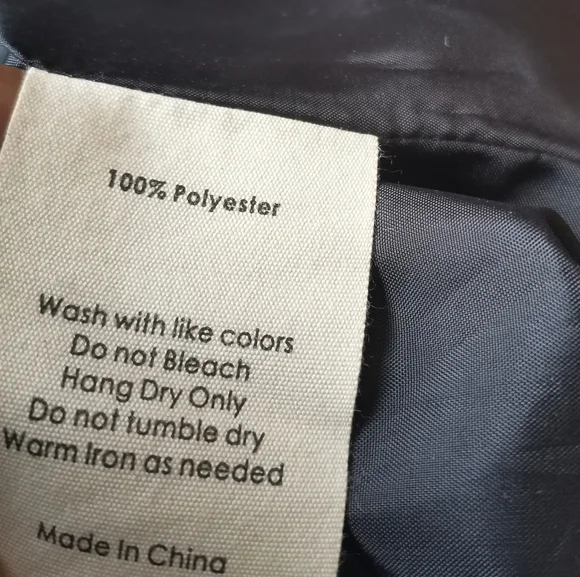 100% Polyester
Wash with like colors
Do not Bleach
Hang Dry Only
Do not tumble dry
Warm Iron as needed
Made In China